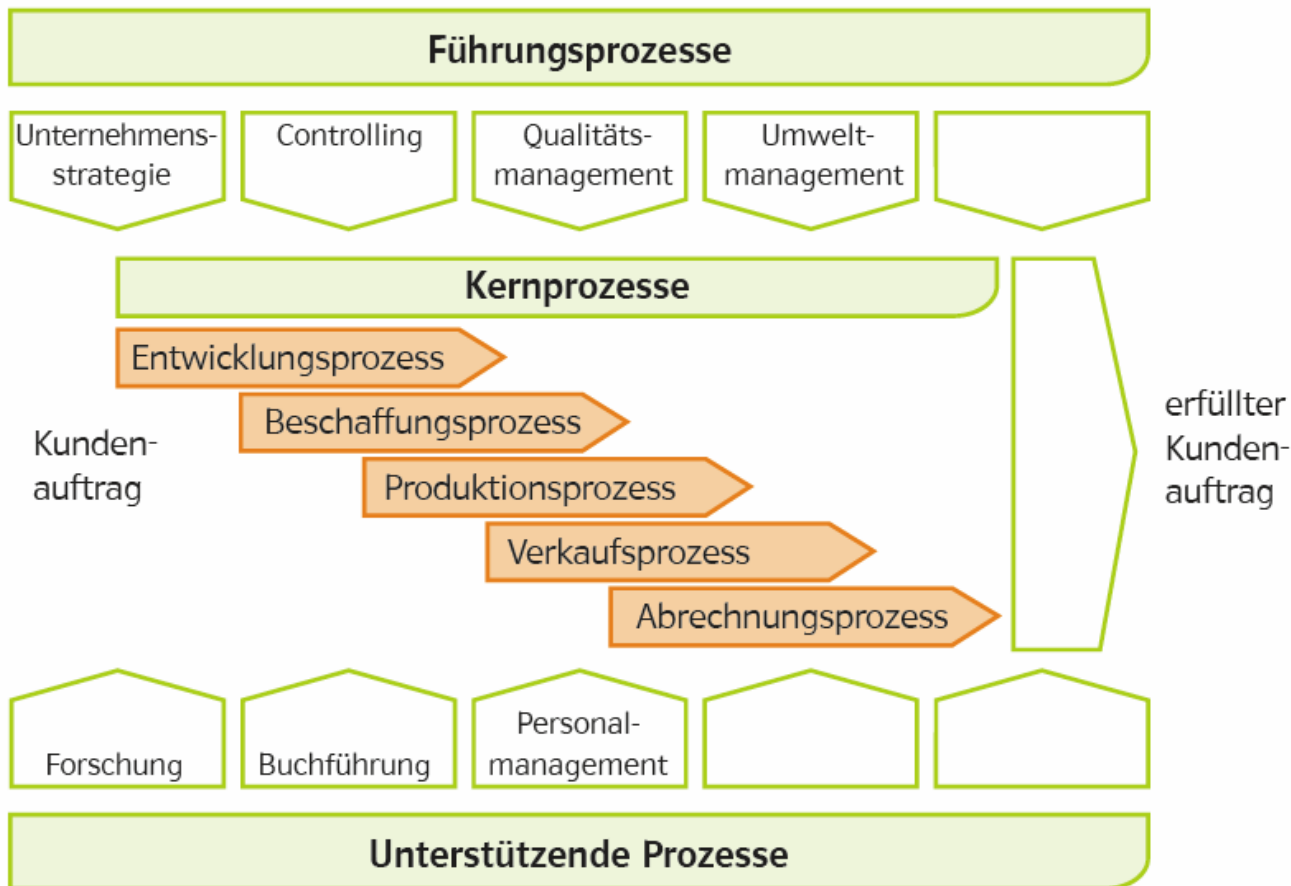 Führungsprozesse
Unternehmens-
strategie
Controlling
Qualitäts-
management
Umwelt-
management
Kernprozesse
Entwicklungsprozess
Beschaffungsprozess
Kunden-
auftrag
Produktionsprozess
Verkaufsprozess
Abrechnungsprozess
erfüllter
Kunden-
auftrag
Forschung
Buchführung
Personal-
management
Unterstützende Prozesse